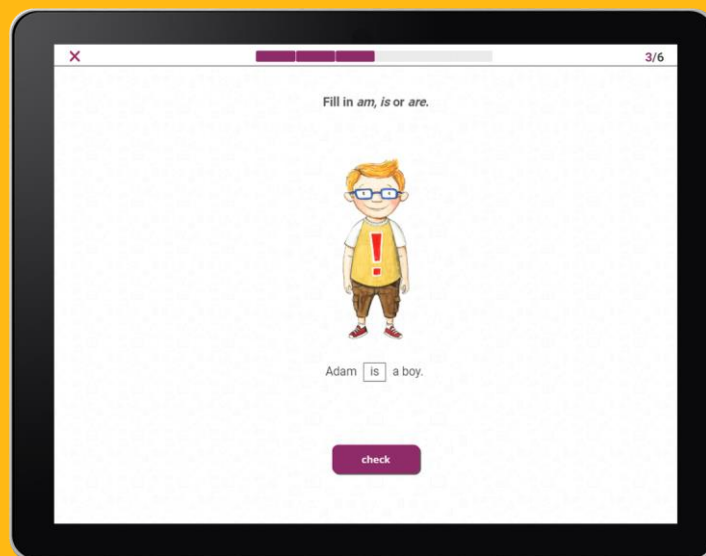 3/6
Fill in am, is or are.
!
Adam is a boy.
check